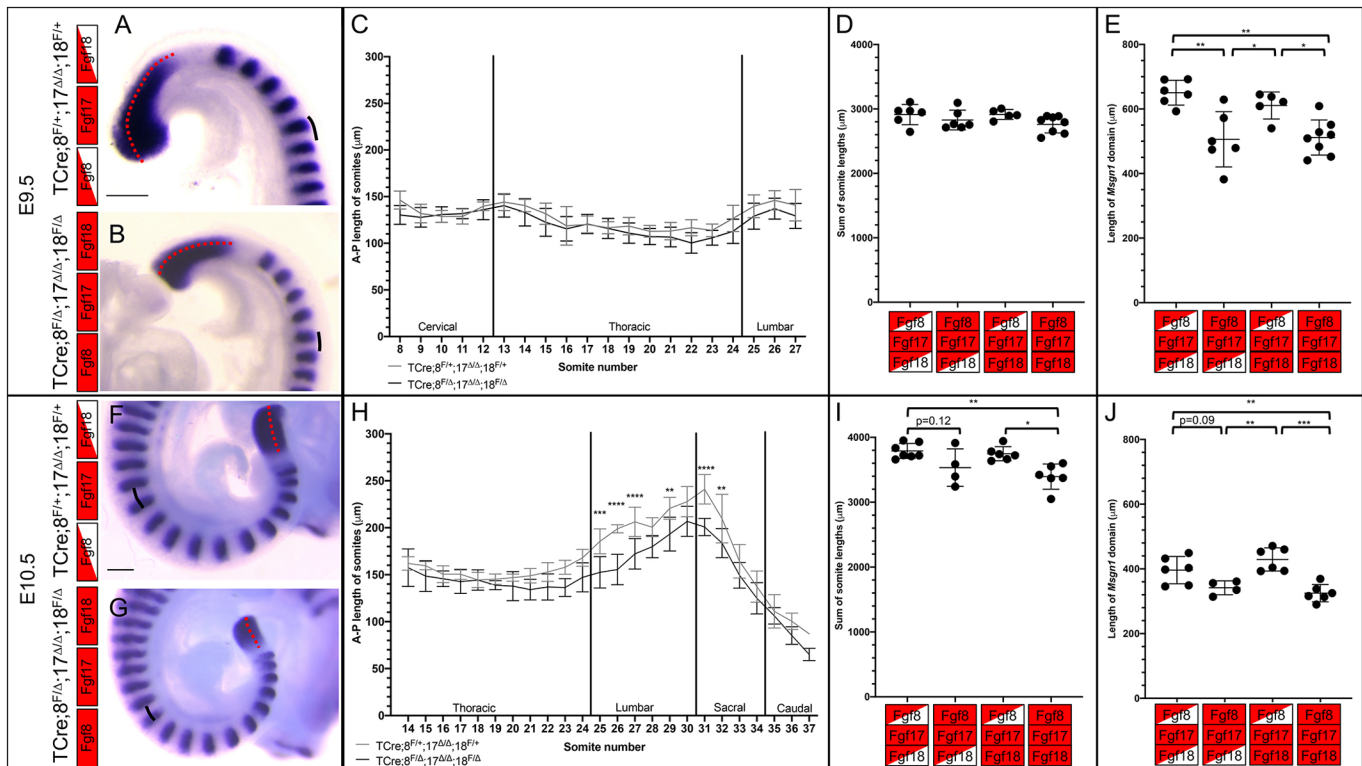 E9.5
TCre;8F/+;17Δ/Δ;18F/+
Fgf18
Fgf17
Fgf8
A
TCre;8F/Δ;17Δ/Δ;18F/Δ
Fgf18
Fgf17
Fgf8
B
C
A-P length of somites (μm)
300
250
200
150
100
50
0
Cervical Thoracic Lumbar
8 9 10 11 12 13 14 15 16 17 18 19 20 21 22 23 24 25 26 27
Somite number
TCre;8F/+;17Δ/Δ;18F/+
TCre;8F/Δ;17Δ/Δ;18F/Δ
D
Sum of somite lengths (μm)
4000
3000
2000
1000
0
Fgf8 Fgf8 Fgf8 Fgf8
Fgf17 Fgf17 Fgf17 Fgf17
Fgf18 Fgf18 Fgf18 Fgf18
E
Length of Msgn1 domain (μm)
**
** * *
800
600
400
200
0
Fgf8 Fgf8 Fgf8 Fgf8
Fgf17 Fgf17 Fgf17 Fgf17
Fgf18 Fgf18 Fgf18 Fgf18
E10.5
TCre;8F/+;17Δ/Δ;18F/+
Fgf18
Fgf17
Fgf8
F
TCre;8F/Δ;17Δ/Δ;18F/Δ
Fgf18
Fgf17
Fgf8
G
H
A-P length of somites (μm)
300
250
200
150
100
50
0
*** **** **** ** **** **
Thoracic Lumbar Sacral Caudal
14 15 16 17 18 19 20 21 22 23 24 25 26 27 28 29 30 31 32 33 34 35 36 37
Somite number
TCre;8F/+;17Δ/Δ;18F/+
TCre;8F/Δ;17Δ/Δ;18F/Δ
I
Sum of somite lengths (μm)
**
p=0.12 *
4000
3000
2000
1000
0
Fgf8 Fgf8 Fgf8 Fgf8
Fgf17 Fgf17 Fgf17 Fgf17
Fgf18 Fgf18 Fgf18 Fgf18
J
Length of Msgn1 domain (μm)
**
p=0.09 ** ***
800
600
400
200
0
Fgf8 Fgf8 Fgf8 Fgf8
Fgf17 Fgf17 Fgf17 Fgf17
Fgf18 Fgf18 Fgf18 Fgf18